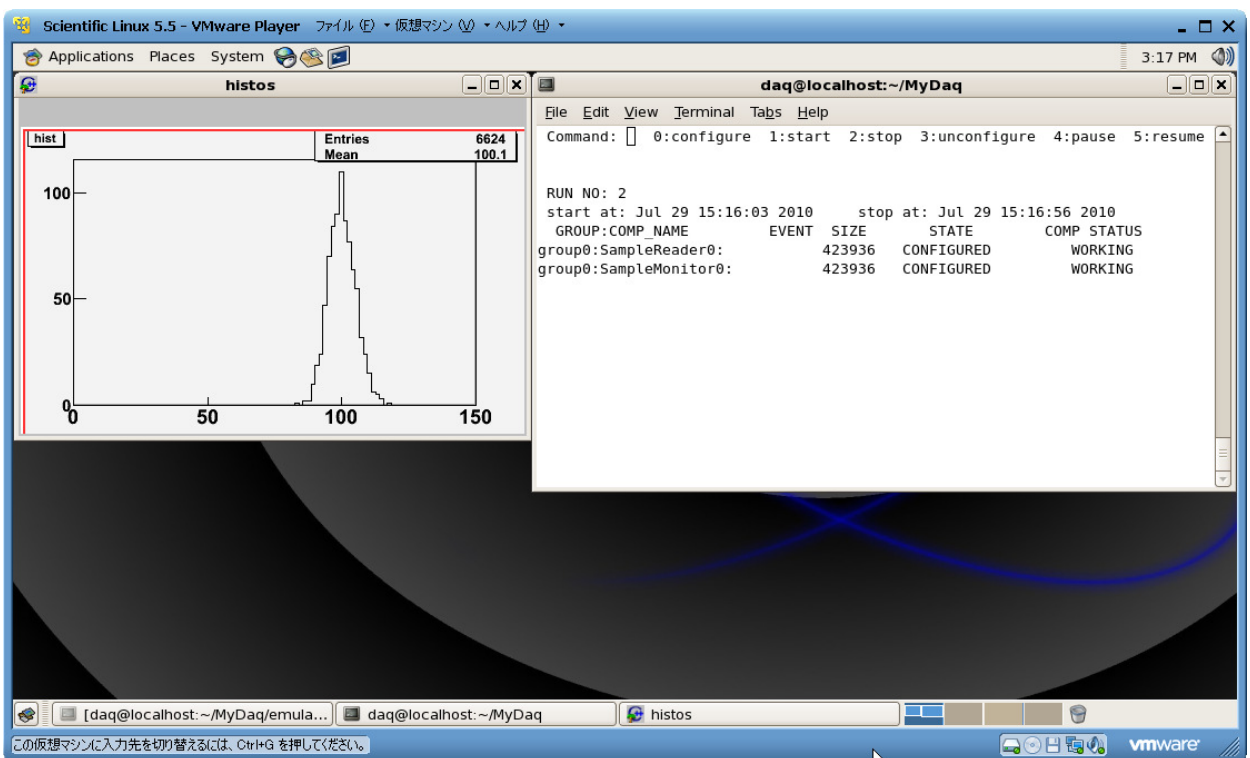 Scientific Linux 5.5 - VMware Player ファイル (F) 仮想マシン (V) ヘルプ (H)
Applications Places System 3:17 PM
histos
hist
Entries 6624
Mean 100.1
100
50
0
0 50 100 150
daq@localhost:~/MyDaq
File Edit View Terminal Tabs Help
Command: 0:configure 1:start 2:stop 3:unconfigure 4:pause 5:resume
RUN NO: 2
start at: Jul 29 15:16:03 2010 stop at: Jul 29 15:16:56 2010
GROUP:COMP_NAME EVENT SIZE STATE COMP STATUS
group0:SampleReader0: 423936 CONFIGURED WORKING
group0:SampleMonitor0: 423936 CONFIGURED WORKING
[daq@localhost:~/MyDaq/emula... daq@localhost:~/MyDaq histos
この仮想マシンに入力先を切り替えるには、Ctrl+G を押してください。 vmware